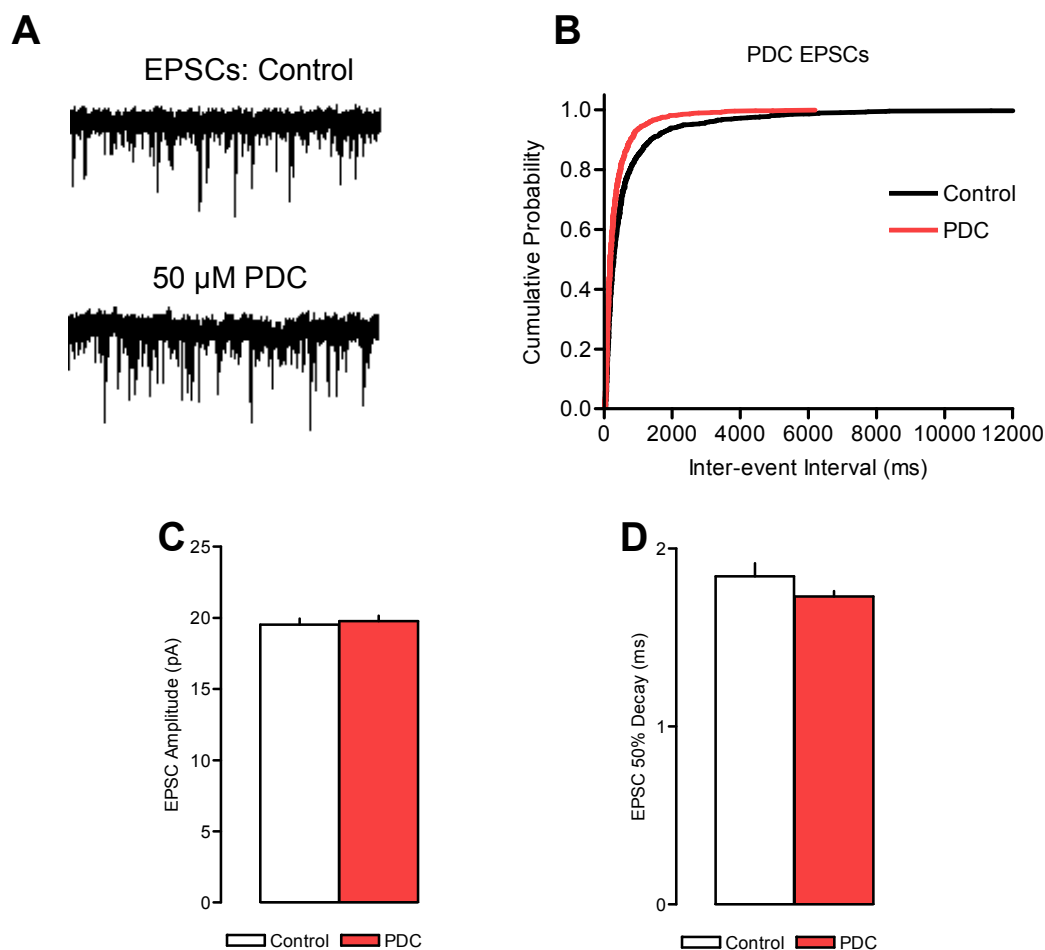 A
EPSCs: Control
50 µM PDC
B
PDC EPSCs
Cumulative Probability
1.0
0.8
0.6
0.4
0.2
0.0
Control
PDC
0 2000 4000 6000 8000 10000 12000
Inter-event Interval (ms)
C
EPSC Amplitude (pA)
25
20
15
10
5
0
Control PDC
D
EPSC 50% Decay (ms)
2
1
0
Control PDC